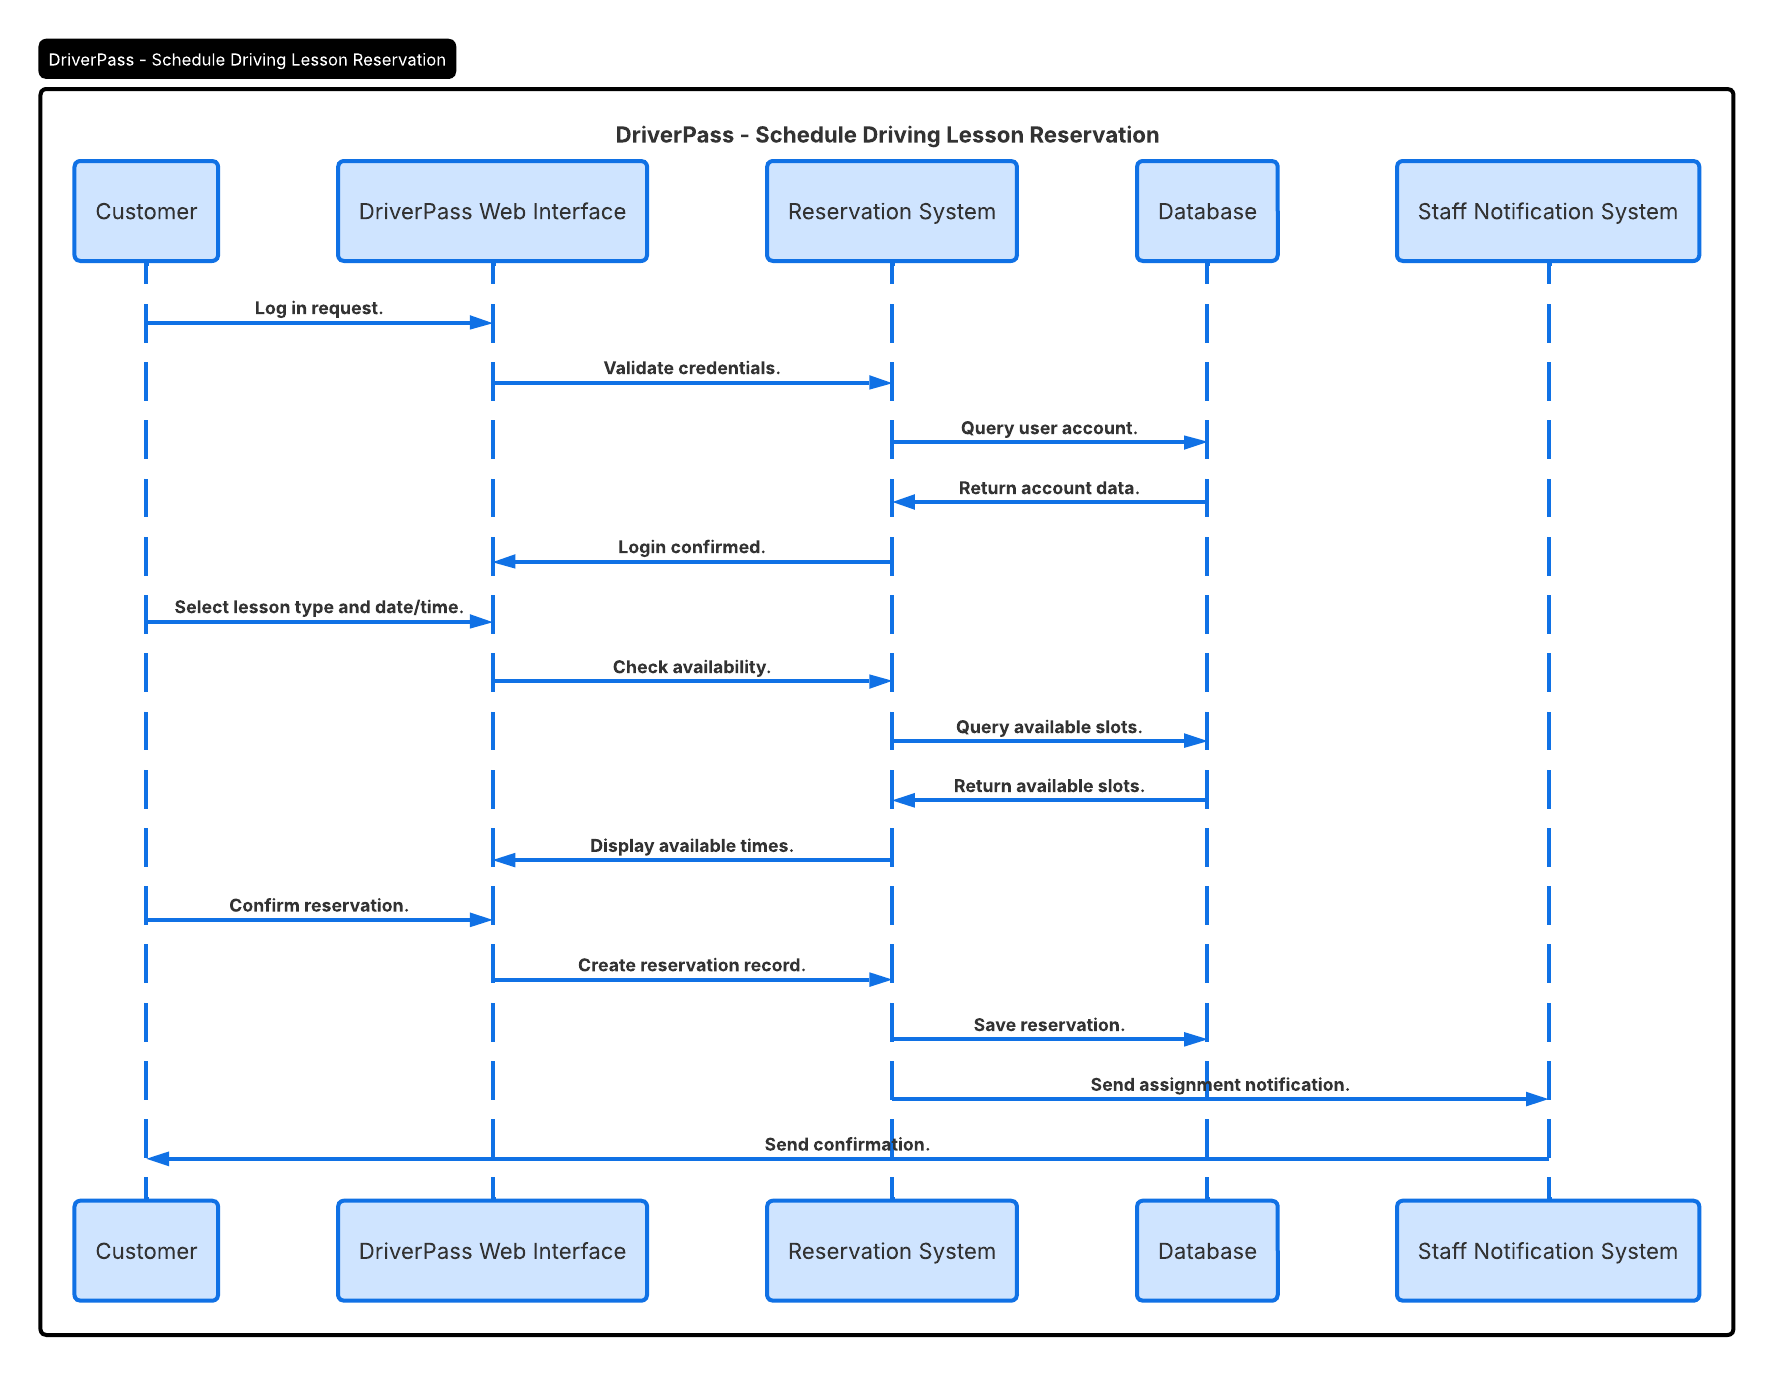 DriverPass - Schedule Driving Lesson Reservation
DriverPass - Schedule Driving Lesson Reservation
Customer
DriverPass Web Interface
Reservation System
Database
Staff Notification System
Log in request.
Validate credentials.
Query user account.
Return account data.
Login confirmed.
Select lesson type and date/time.
Check availability.
Query available slots.
Return available slots.
Display available times.
Confirm reservation.
Create reservation record.
Save reservation.
Send assignment notification.
Send confirmation.
Customer
DriverPass Web Interface
Reservation System
Database
Staff Notification System